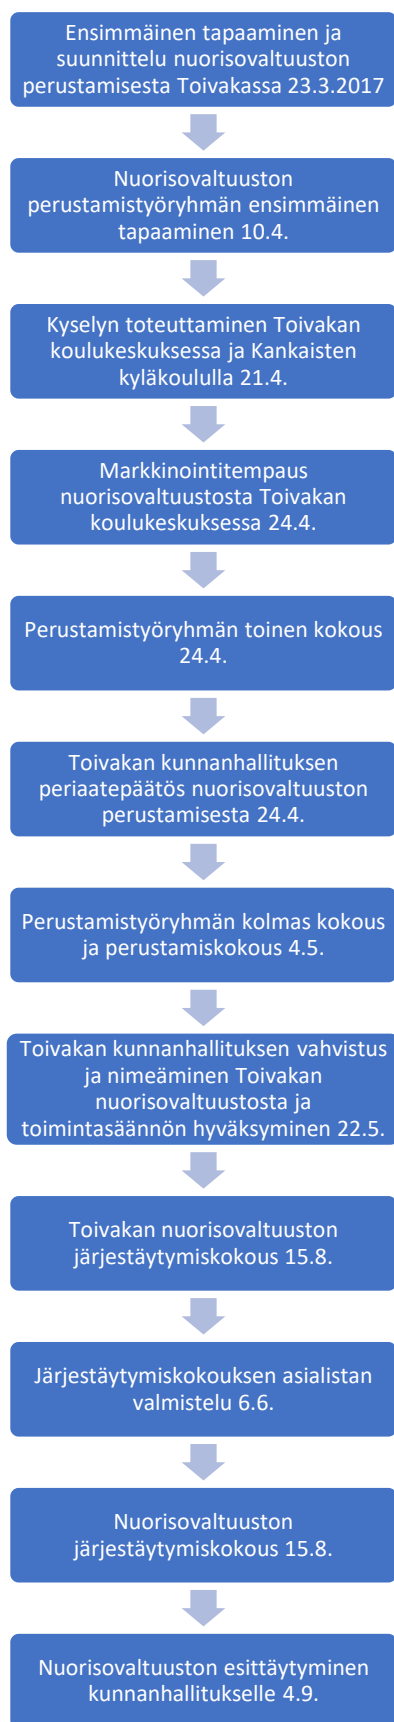 Ensimmäinen tapaaminen ja
suunnittelu nuorisovaltuuston
perustamisesta Toivakassa 23.3.2017
Nuorisovaltuuston
perustamistyöryhmän ensimmäinen
tapaaminen 10.4.
Kyselyn toteuttaminen Toivakan
koulukeskuksessa ja Kankaisten
kyläkoululla 21.4.
Markkinointitempaus
nuorisovaltuustosta Toivakan
koulukeskuksessa 24.4.
Perustamistyöryhmän toinen kokous
24.4.
Toivakan kunnanhallituksen
periaatepäätös nuorisovaltuuston
perustamisesta 24.4.
Perustamistyöryhmän kolmas kokous
ja perustamiskokous 4.5.
Toivakan kunnanhallituksen vahvistus
ja nimeäminen Toivakan
nuorisovaltuustosta ja
toimintasäännön hyväksyminen 22.5.
Toivakan nuorisovaltuuston
järjestäytymiskokous 15.8.
Järjestäytymiskokouksen asialistan
valmistelu 6.6.
Nuorisovaltuuston
järjestäytymiskokous 15.8.
Nuorisovaltuuston esittäytyminen
kunnanhallitukselle 4.9.